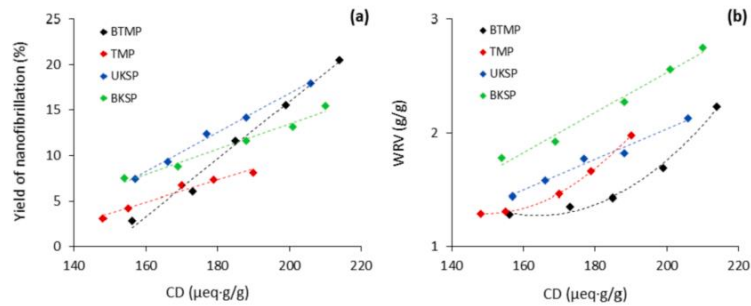 (a)
Yield of nanofibrillation (%)
25
20
15
10
5
0
BTMP
TMP
UKSP
BKSP
140
160
180
200
220
CD (μeq·g/g)
(b)
WRV (g/g)
3
2
1
BTMP
TMP
UKSP
BKSP
140
160
180
200
220
CD (μeq·g/g)